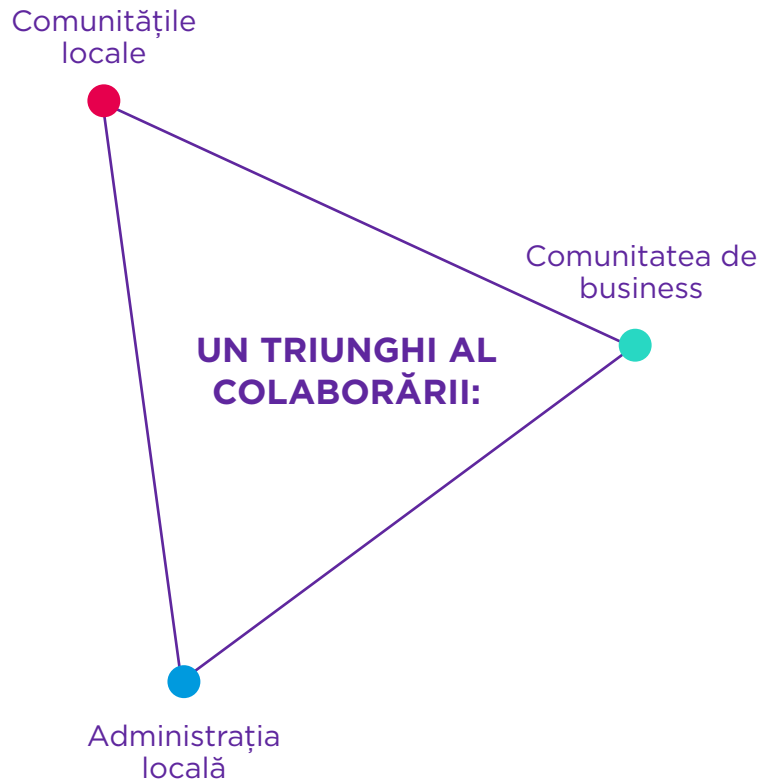 Comunitățile
locale
Comunitatea de
business
UN TRIUNGHI AL
COLABORĂRII:
Administrația
locală